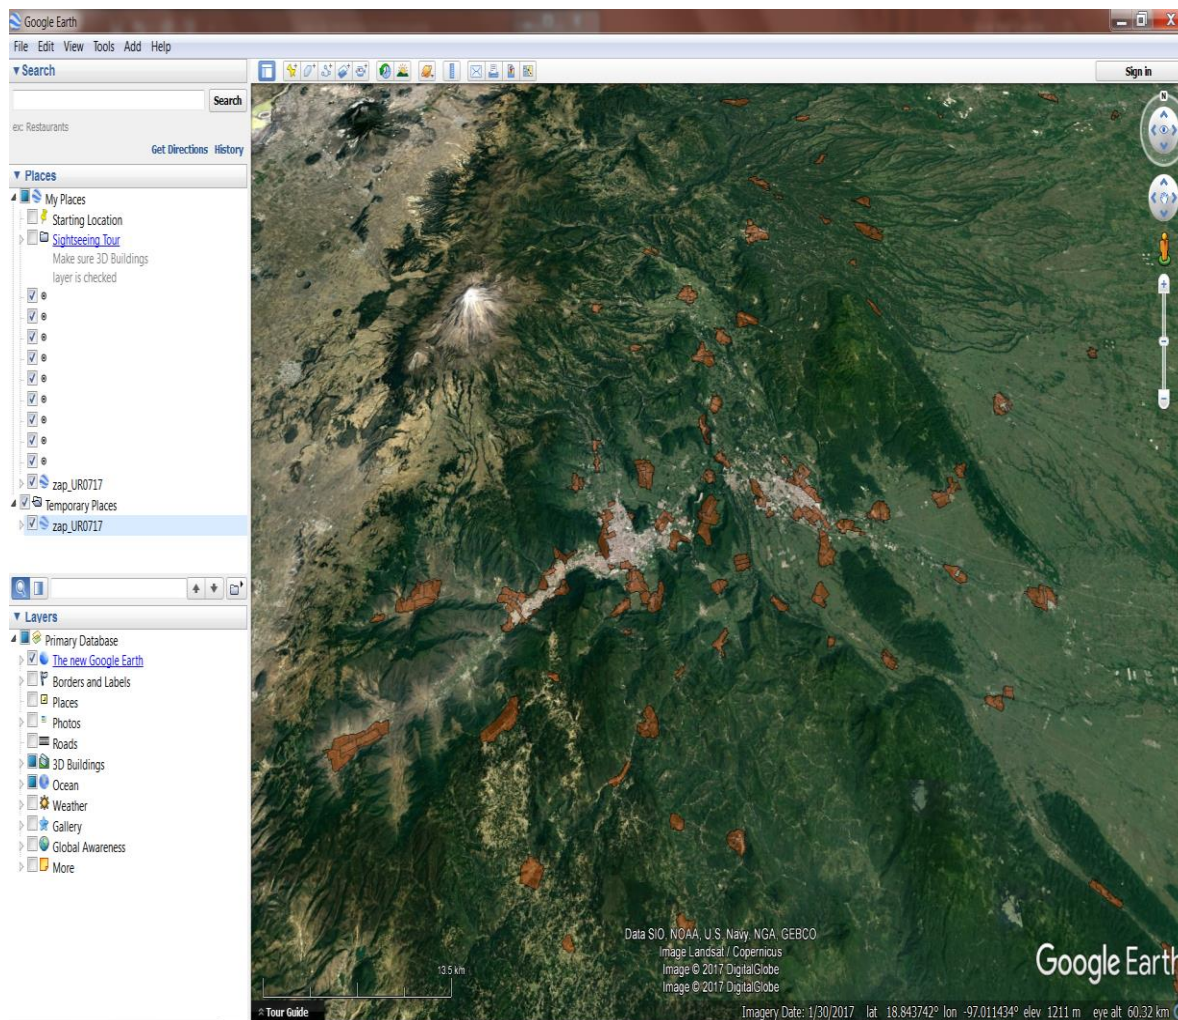 Google Earth
File Edit View Tools Add Help
Search
Search
ex: Restaurants
Get Directions History
Places
My Places
Starting Location
Sightseeing Tour
Make sure 3D Buildings
layer is checked
zap_UR0717
Temporary Places
zap_UR0717
Layers
Primary Database
The new Google Earth
Borders and Labels
Places
Photos
Roads
3D Buildings
Ocean
Weather
Gallery
Global Awareness
More
Sign in
N
Data SIO, NOAA, U.S. Navy, NGA, GEBCO
Image Landsat / Copernicus
Image © 2017 DigitalGlobe
Image © 2017 DigitalGlobe
13.5 km
Google Earth
Tour Guide
Imagery Date: 1/30/2017 lat 18.843742° lon -97.011434° elev 1211 m eye alt 60.32 km